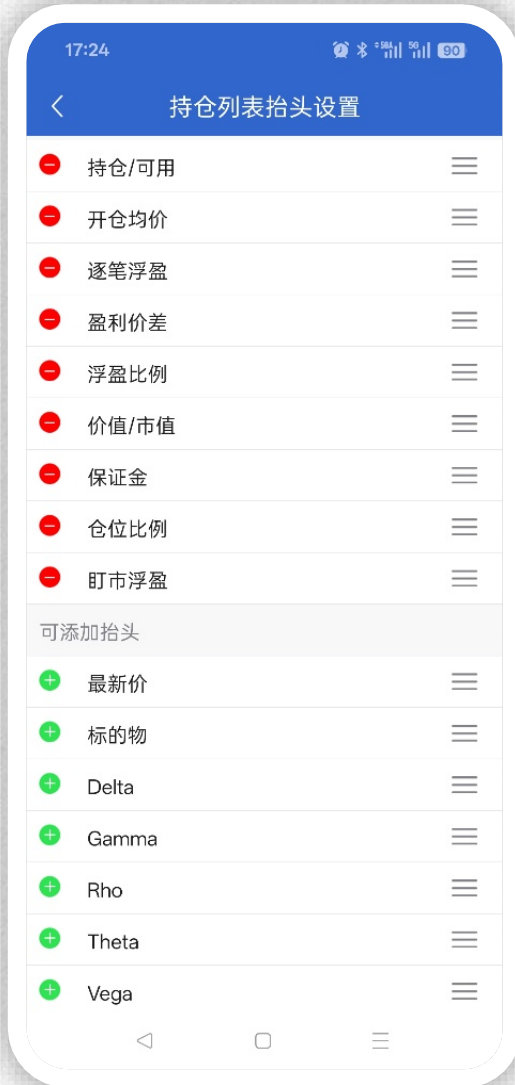 17:24
5GA 5G 90
持仓列表抬头设置
持仓/可用
开仓均价
逐笔浮盈
盈利价差
浮盈比例
价值/市值
保证金
仓位比例
盯市浮盈
可添加抬头
最新价
标的物
Delta
Gamma
Rho
Theta
Vega